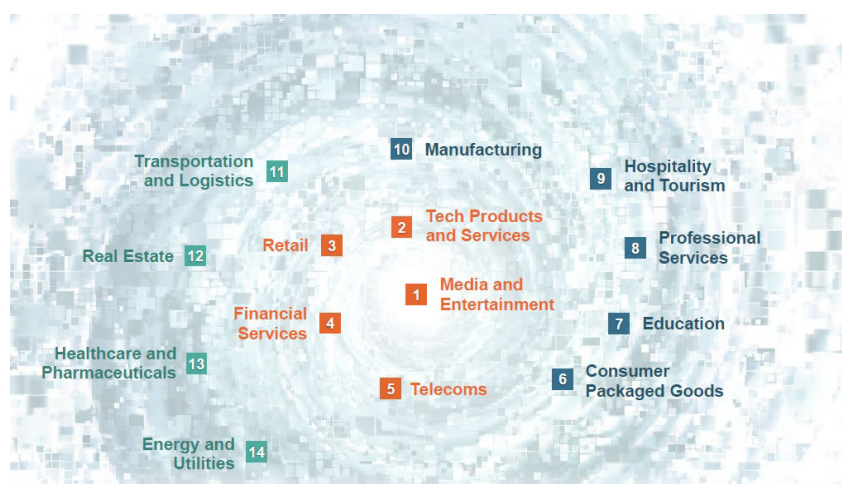 10 Manufacturing
Transportation
and Logistics 11
9 Hospitality
and Tourism
2 Tech Products
and Services
Retail 3
8 Professional
Services
Real Estate 12
1 Media and
Entertainment
Financial
Services 4
7 Education
Healthcare and
Pharmaceuticals 13
5 Telecoms
6 Consumer
Packaged Goods
Energy and
Utilities 14